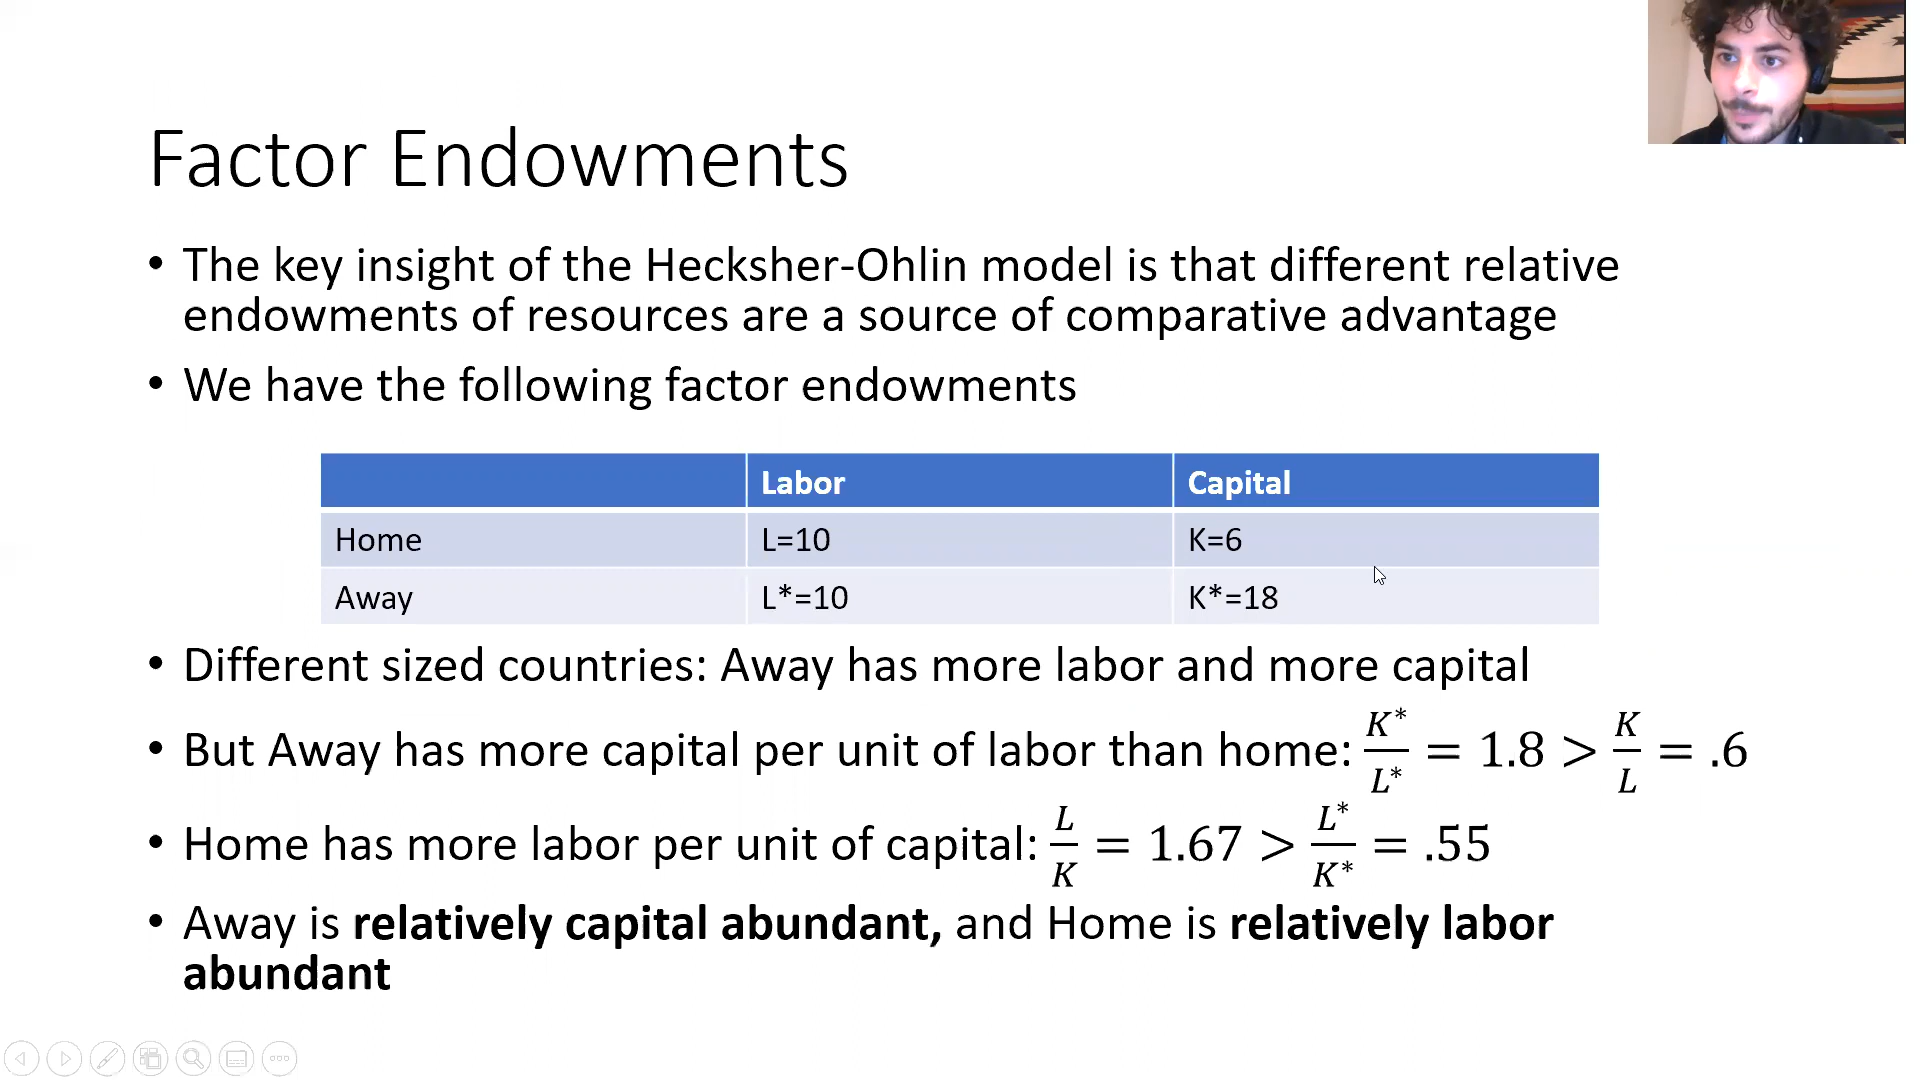 Factor Endowments
• The key insight of the Hecksher-Ohlin model is that different relative
endowments of resources are a source of comparative advantage
• We have the following factor endowments
Labor Capital
Home L=10 K=6
Away L*=10 K*=18
• Different sized countries: Away has more labor and more capital
• But Away has more capital per unit of labor than home: K*/L* = 1.8 > K/L = .6
• Home has more labor per unit of capital: L/K = 1.67 > L*/K* = .55
• Away is relatively capital abundant, and Home is relatively labor
abundant